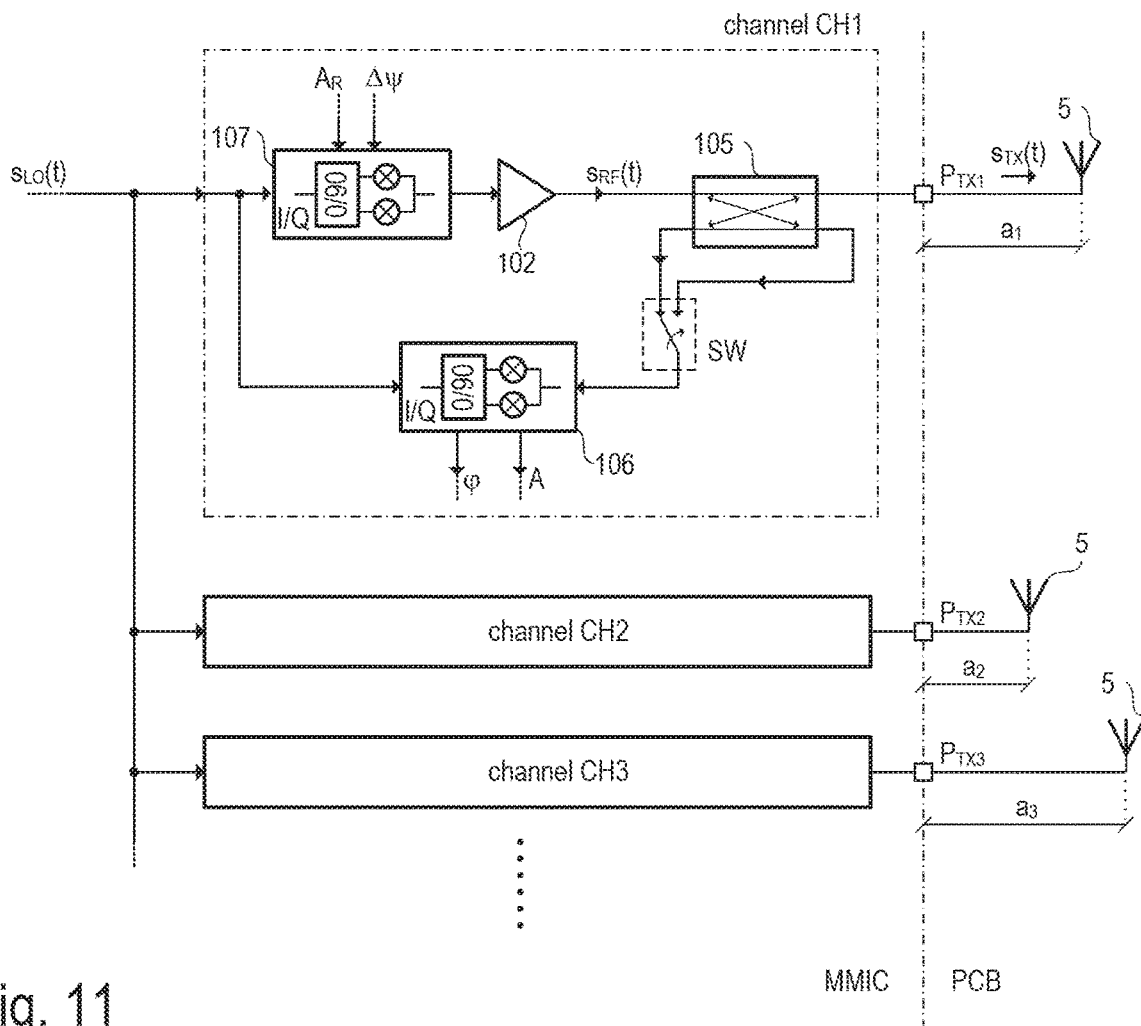 channel CH1
A_R Δψ
107
s_LO(t)
0/90
I/Q
102
s_RF(t)
105
P_TX1
s_TX(t)
5
a_1
SW
0/90
I/Q
106
φ A
channel CH2
P_TX2
5
a_2
channel CH3
P_TX3
5
a_3
MMIC PCB
ig. 11